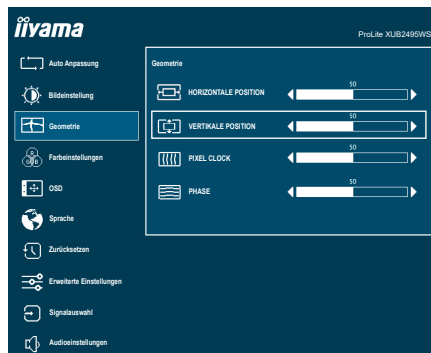 iiyama
ProLite XUB2495WS
Auto Anpassung
Bildeinstellung
Geometrie
Farbeinstellungen
R
G B
OSD
Sprache
Zurücksetzen
Erweiterte Einstellungen
Signalauswahl
Audioeinstellungen
Geometrie
HORIZONTALE POSITION
50
VERTIKALE POSITION
50
PIXEL CLOCK
50
PHASE
50